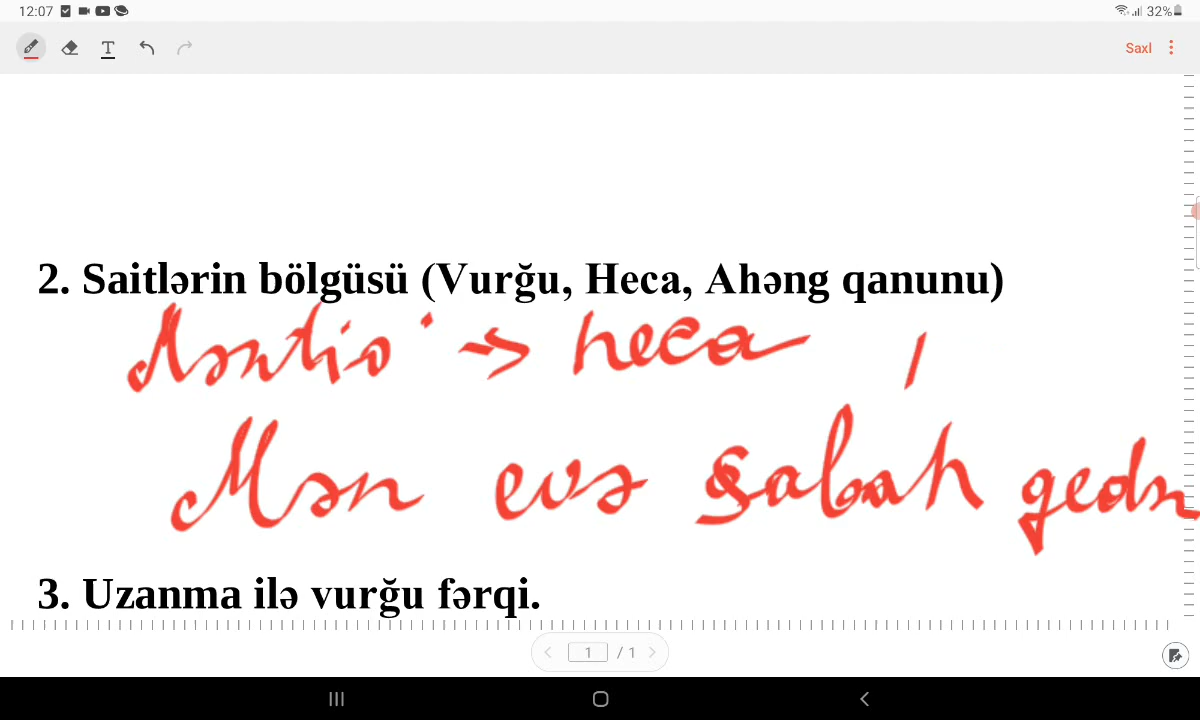 12:07 32%
T Saxl
2. Saitlərin bölgüsü (Vurğu, Heca, Ahəng qanunu)
Məntiq → heca /
Mən evə sabah gedə
3. Uzanma ilə vurğu fərqi.
1 / 1